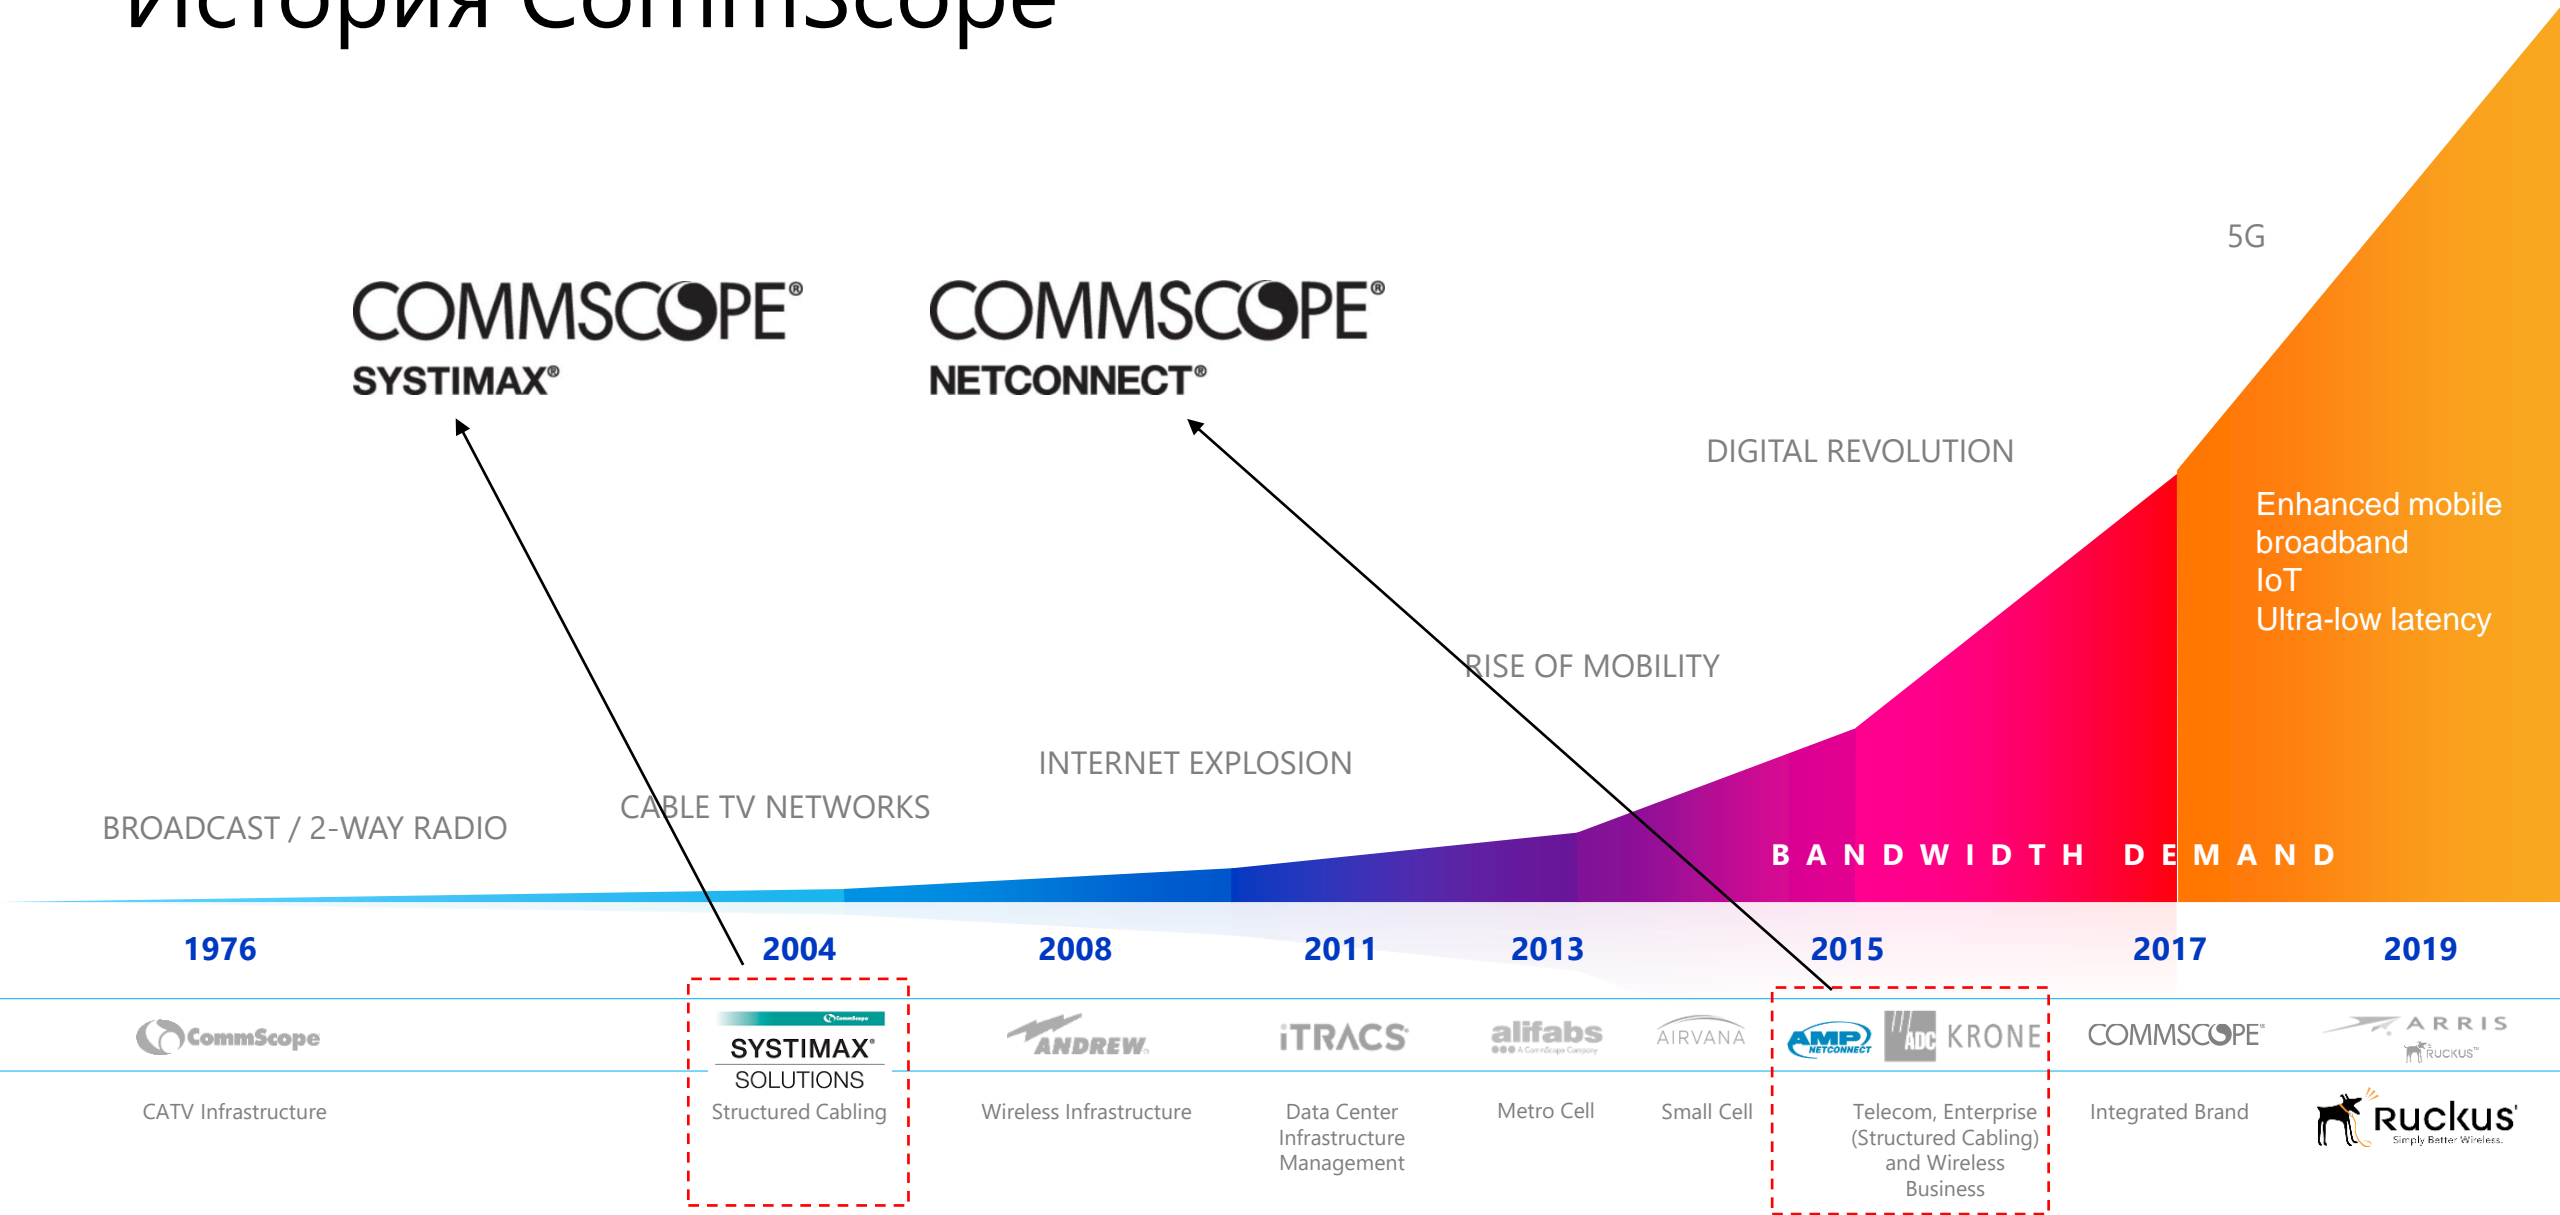 История CommScope
5G
COMMSCOPE®
SYSTIMAX®
COMMSCOPE®
NETCONNECT®
DIGITAL REVOLUTION
Enhanced mobile
broadband
IoT
Ultra-low latency
RISE OF MOBILITY
INTERNET EXPLOSION
CABLE TV NETWORKS
BROADCAST / 2-WAY RADIO
BANDWIDTH DEMAND
1976
2004
2008
2011
2013
2015
2017
2019
CommScope
CommScope
SYSTIMAX®
SOLUTIONS
ANDREW
iTRACS
alifabs
A CommScope Company
AIRVANA
AMP
NETCONNECT
ADC
KRONE
COMMSCOPE®
ARRIS
RUCKUS™
CATV Infrastructure
Structured Cabling
Wireless Infrastructure
Data Center
Infrastructure
Management
Metro Cell
Small Cell
Telecom, Enterprise
(Structured Cabling)
and Wireless
Business
Integrated Brand
RUCKUS
Simply Better Wireless.